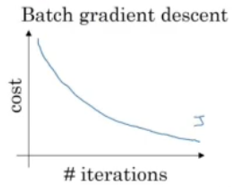 Batch gradient descent
cost
J
# iterations